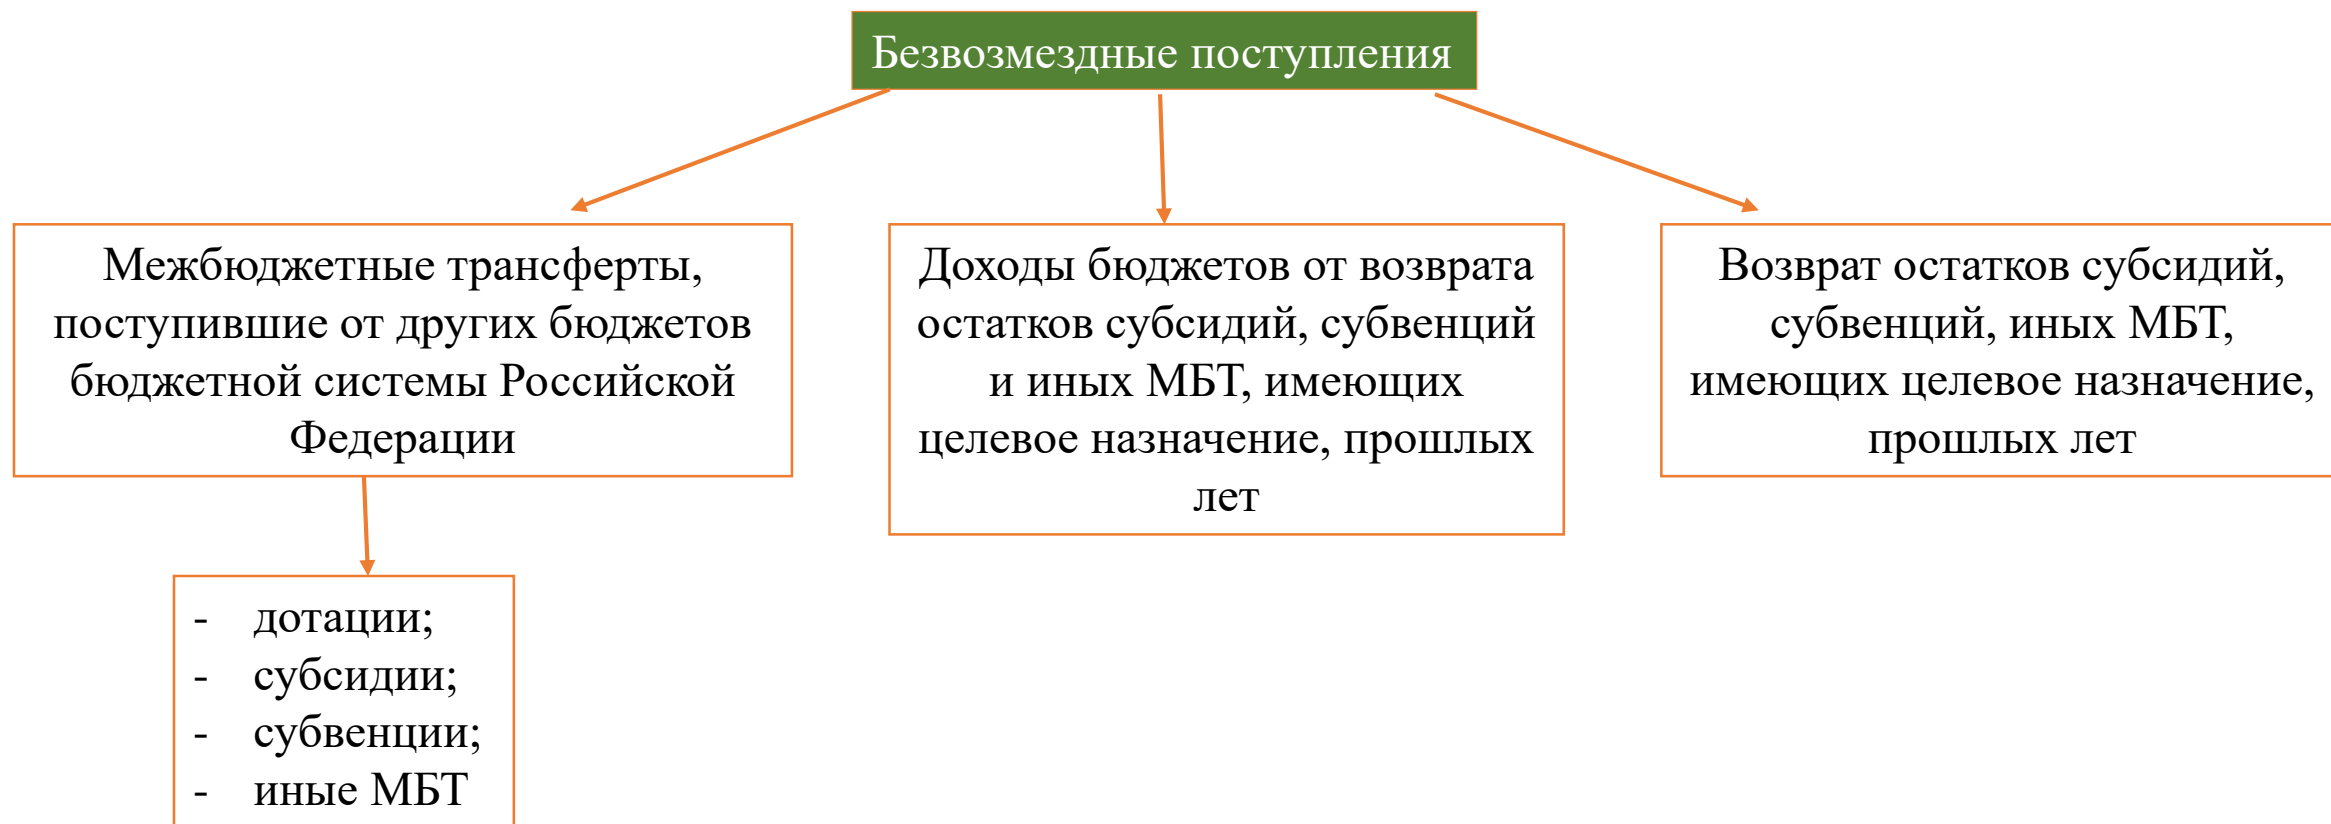 Безвозмездные поступления
Межбюджетные трансферты,
поступившие от других бюджетов
бюджетной системы Российской
Федерации
Доходы бюджетов от возврата
остатков субсидий, субвенций
и иных МБТ, имеющих
целевое назначение, прошлых
лет
Возврат остатков субсидий,
субвенций, иных МБТ,
имеющих целевое назначение,
прошлых лет
- дотации;
- субсидии;
- субвенции;
- иные МБТ